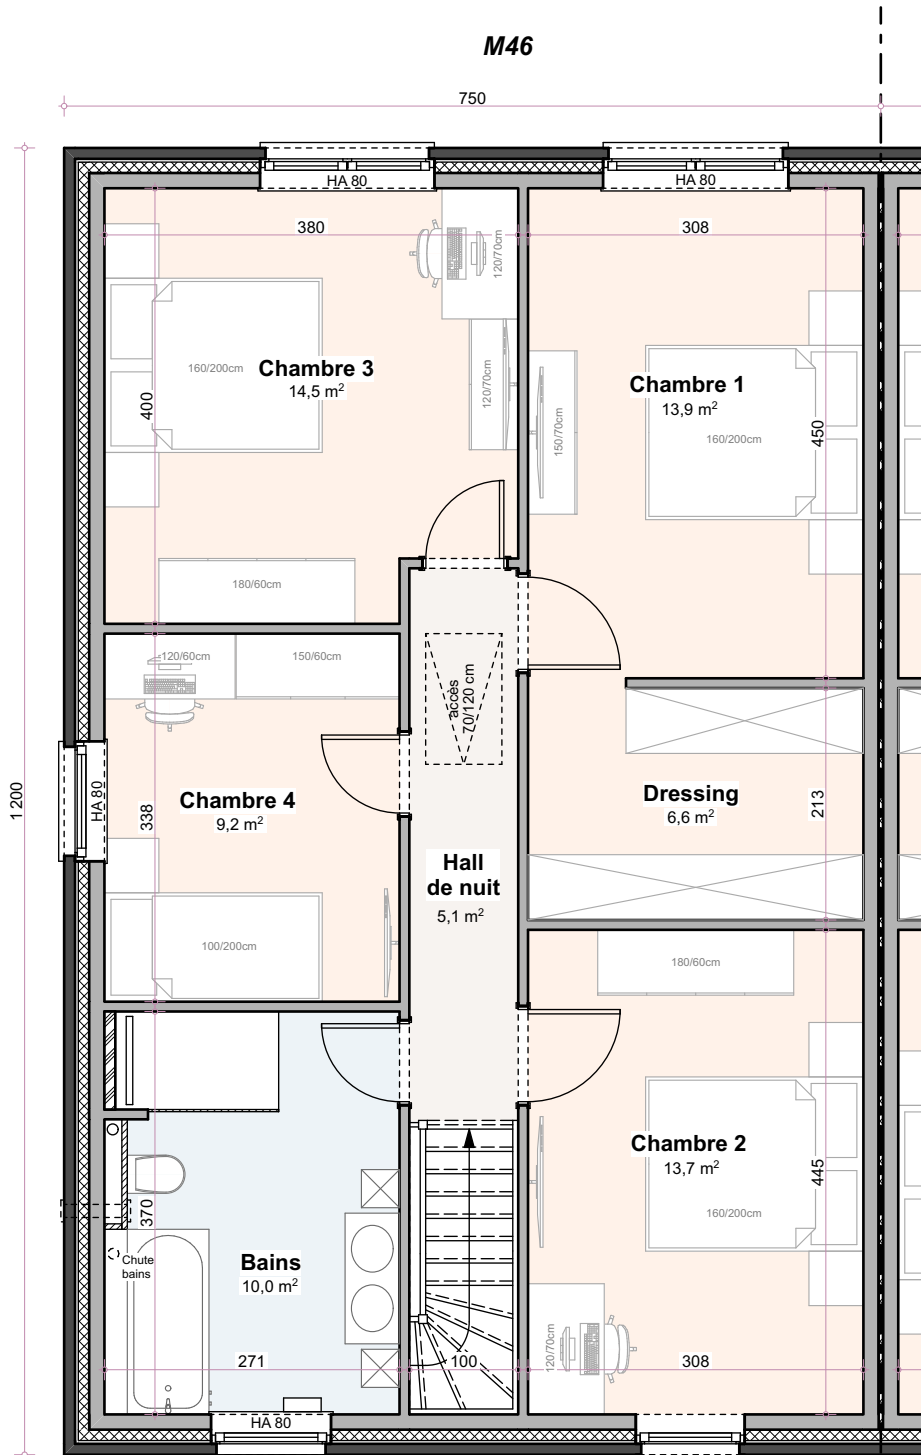 M46
750
HA 80
HA 80
380
308
120/70cm
Chambre 3
14,5 m²
160/200cm
120/70cm
400
Chambre 1
13,9 m²
160/200cm
150/70cm
450
180/60cm
120/60cm
150/60cm
accès
70/120 cm
1 200
HA 80
338
Chambre 4
9,2 m²
Dressing
6,6 m²
213
Hall
de nuit
5,1 m²
100/200cm
180/60cm
Chambre 2
13,7 m²
160/200cm
445
370
Chute
bains
Bains
10,0 m²
120/70cm
271
100
308
HA 80